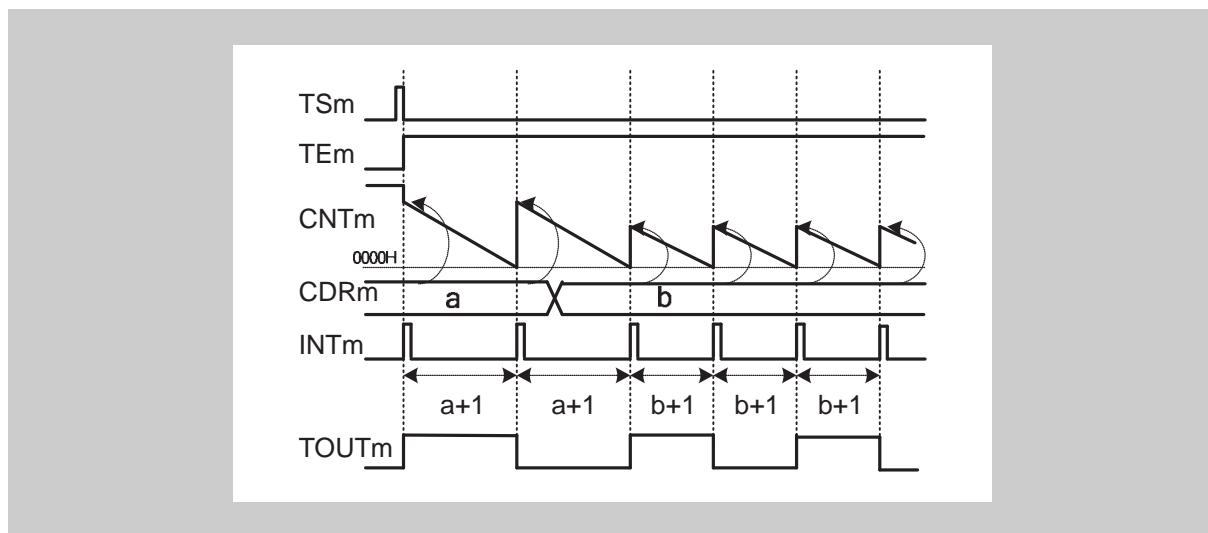 TSm
TEm
CNTm
0000H
CDRm
a b
INTm
a+1 a+1 b+1 b+1 b+1
TOUTm